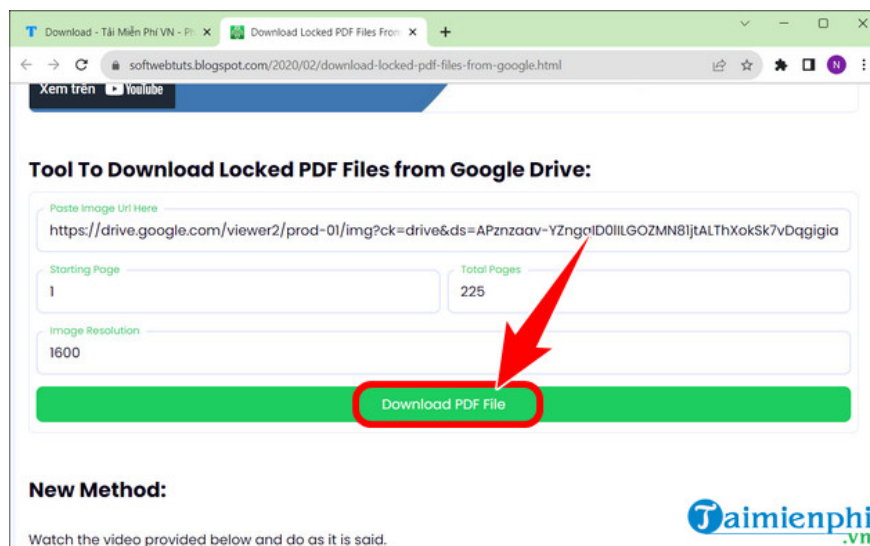 Download - Tải Miễn Phí VN - Ph
Download Locked PDF Files From
softwebtuts.blogspot.com/2020/02/download-locked-pdf-files-from-google.html
N
Xem trên YouTube
Tool To Download Locked PDF Files from Google Drive:
Paste Image Url Here
https://drive.google.com/viewer2/prod-01/img?ck=drive&ds=
Starting Page
Total Pages
1
225
Image Resolution
1600
Download PDF File
New Method:
Watch the video provided below and do as it is said.
Taimienphi
.vn